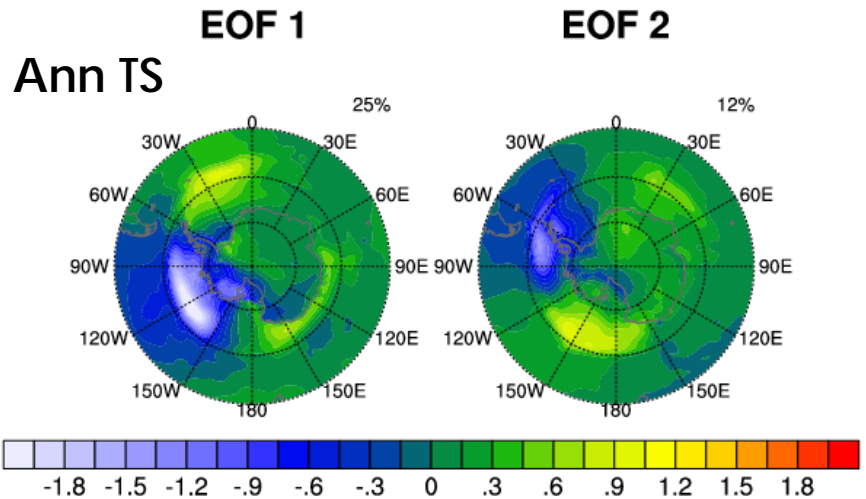 EOF 1 EOF 2
Ann TS
25% 12%
0 0
30W 30E 30W 30E
60W 60E 60W 60E
90W 90E 90W 90E
120W 120E 120W 120E
150W 150E 150W 150E
180 180
-1.8 -1.5 -1.2 -.9 -.6 -.3 0 .3 .6 .9 1.2 1.5 1.8